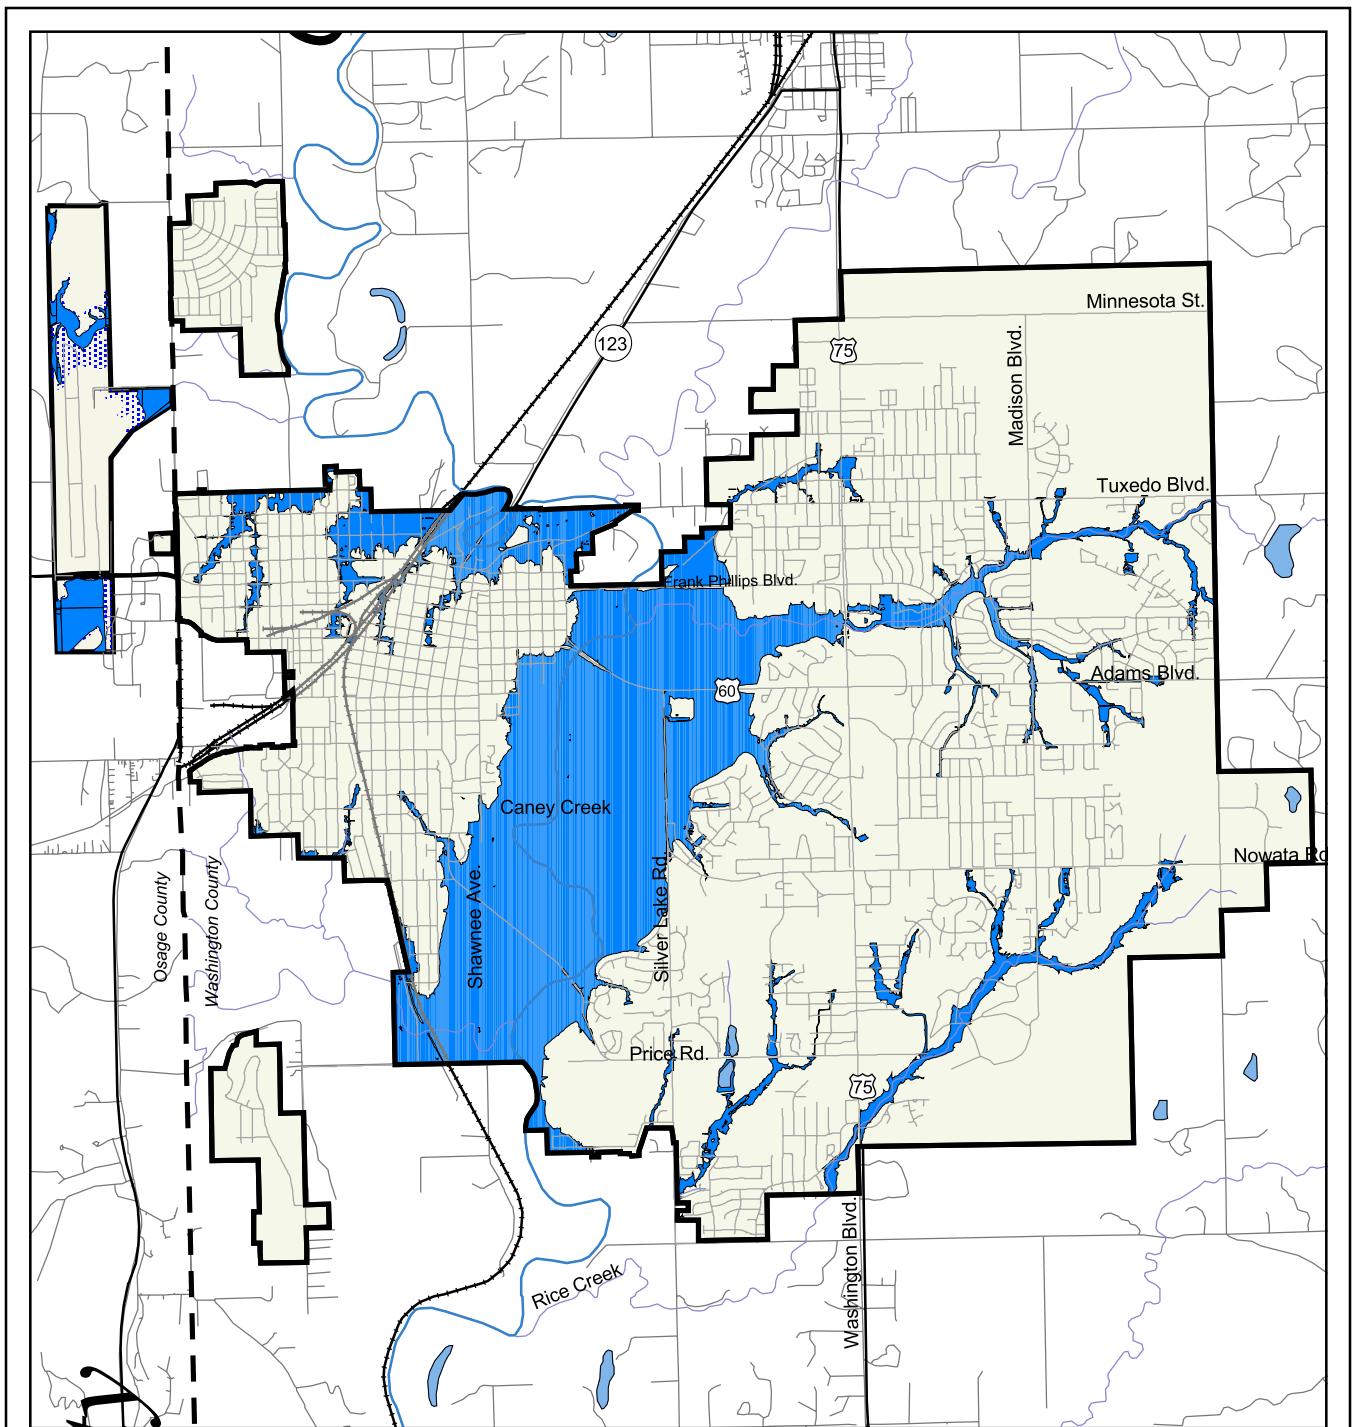 123
Minnesota St.
75
Madison Blvd.
Tuxedo Blvd.
Frank Phillips Blvd.
Adams Blvd.
60
Caney Creek
Nowata Rd
Osage County
Washington County
Shawnee Ave.
Silver Lake Rd.
Price Rd.
75
Washington Blvd.
Rice Creek